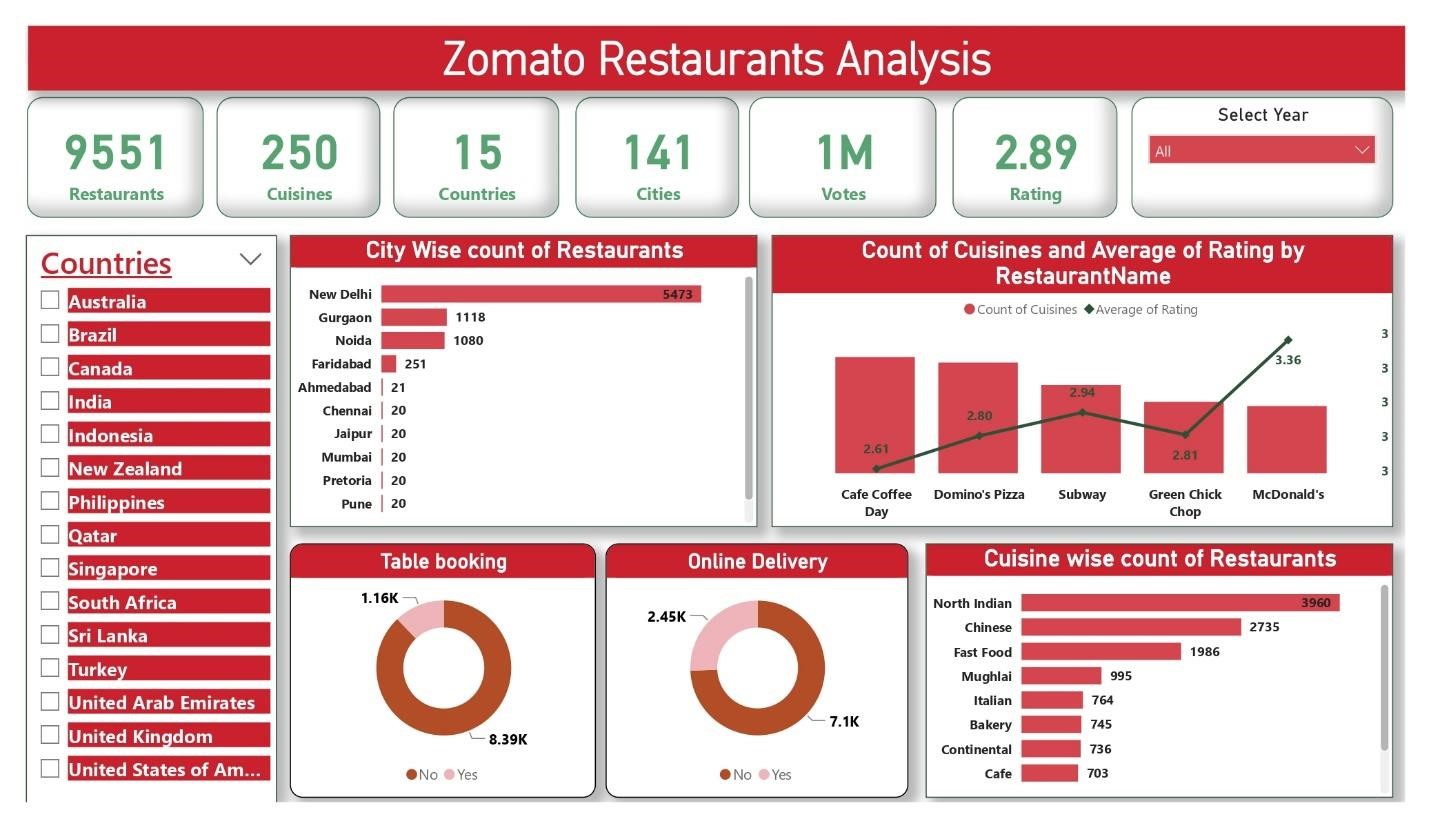 Zomato Restaurants Analysis
9551
Restaurants
250
Cuisines
15
Countries
141
Cities
1M
Votes
2.89
Rating
Select Year
All
Countries
Australia
Brazil
Canada
India
Indonesia
New Zealand
Philippines
Qatar
Singapore
South Africa
Sri Lanka
Turkey
United Arab Emirates
United Kingdom
United States of Am...
City Wise count of Restaurants
New Delhi 5473
Gurgaon 1118
Noida 1080
Faridabad 251
Ahmedabad 21
Chennai 20
Jaipur 20
Mumbai 20
Pretoria 20
Pune 20
Count of Cuisines and Average of Rating by
RestaurantName
Count of Cuisines Average of Rating
3
3
3
3
3
2.61
2.80
2.94
2.81
3.36
Cafe Coffee
Day
Domino's Pizza
Subway
Green Chick
Chop
McDonald's
Table booking
1.16K
8.39K
No Yes
Online Delivery
2.45K
7.1K
No Yes
Cuisine wise count of Restaurants
North Indian 3960
Chinese 2735
Fast Food 1986
Mughlai 995
Italian 764
Bakery 745
Continental 736
Cafe 703